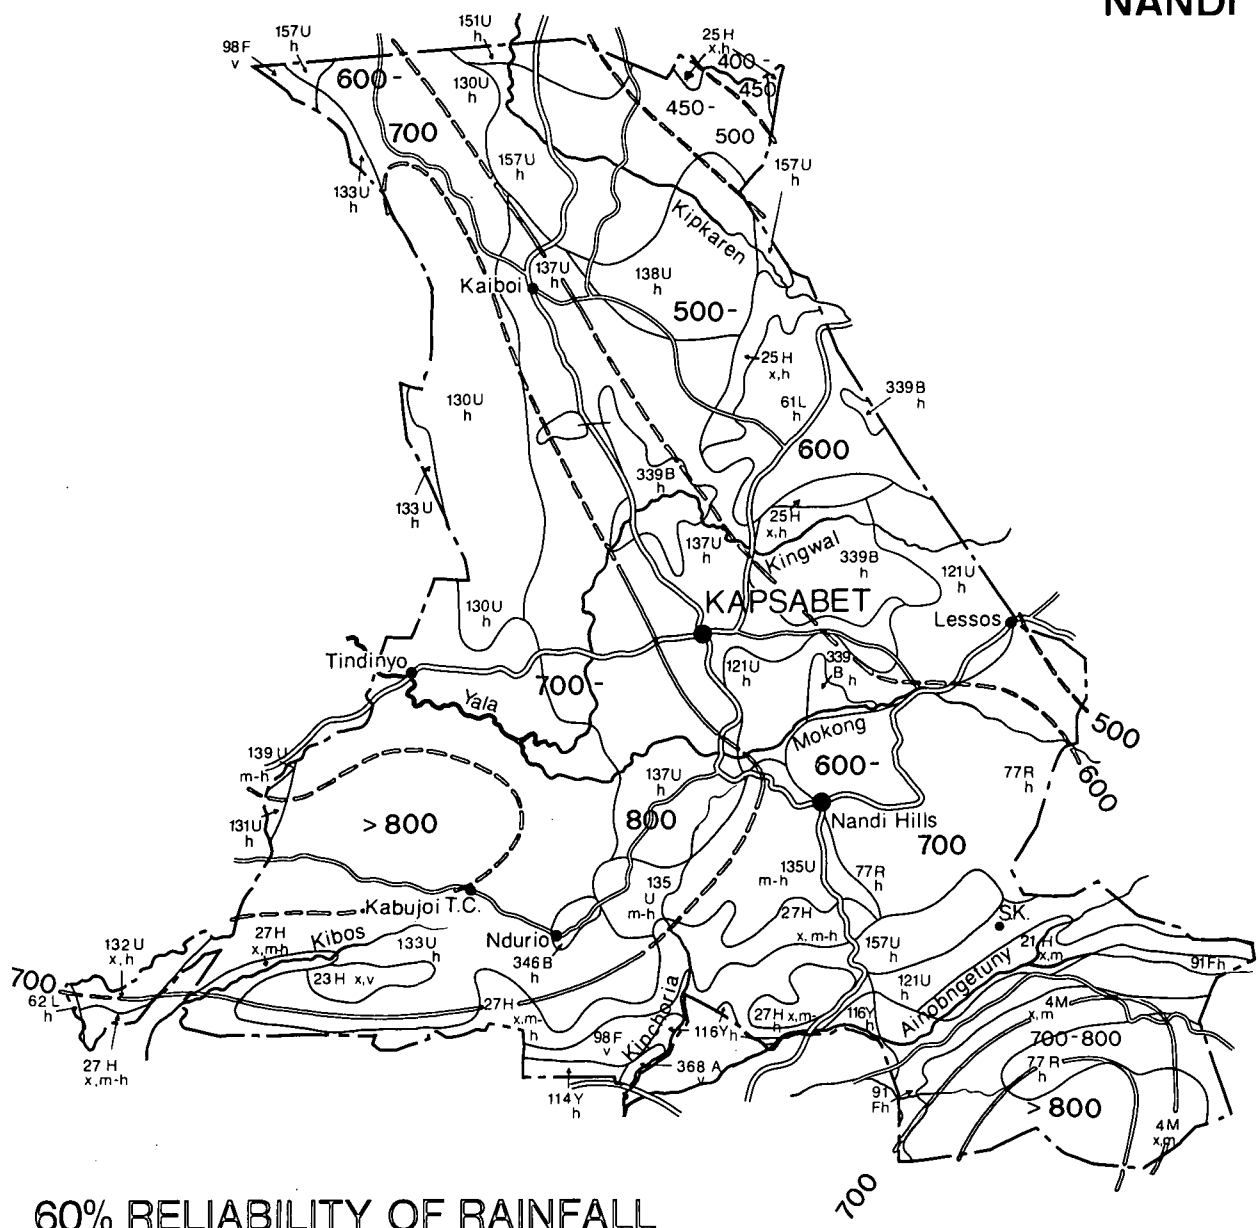 NANDI
151U
h
157U
h
98F
v
25H
x,h
400-
450
600-
130U
h
450-
700
500
157U
h
157U
h
133U
h
Kipkaren
137U
h
138U
h
Kaiboi
500-
25H
x,h
130U
h
61L
h
339B
h
600
339B
h
133U
h
25H
x,h
137U
h
Kingwal
339B
h
121U
h
130U
h
KAPSABET
Lessos
Tindinyo
121U
h
339
B h
700-
Yala
Mokong
500
139U
m-h
137U
h
600-
77R
h
600
131U
h
>800
800
Nandi Hills
700
135U
m-h
77R
h
135
U
m-h
Kabujoi T.C.
27H
x,m-h
S.K.
27H
x,m-h
Kibos
133U
h
Ndurio
157U
h
21H
x,m
132U
x,h
346B
h
91Fh
700
23H x,v
121U
h
Ainobngetuny
62L
h
27H
x,m-
h
Kipchoria
27H x,m-
h
116Y
h
4M
x,m
116Yh
98F
v
700-800
27H
x,m-h
368A
v
77R
h
91
Fh
114Y
h
>800
4M
x,m
700
60% RELIABILITY OF RAINFALL